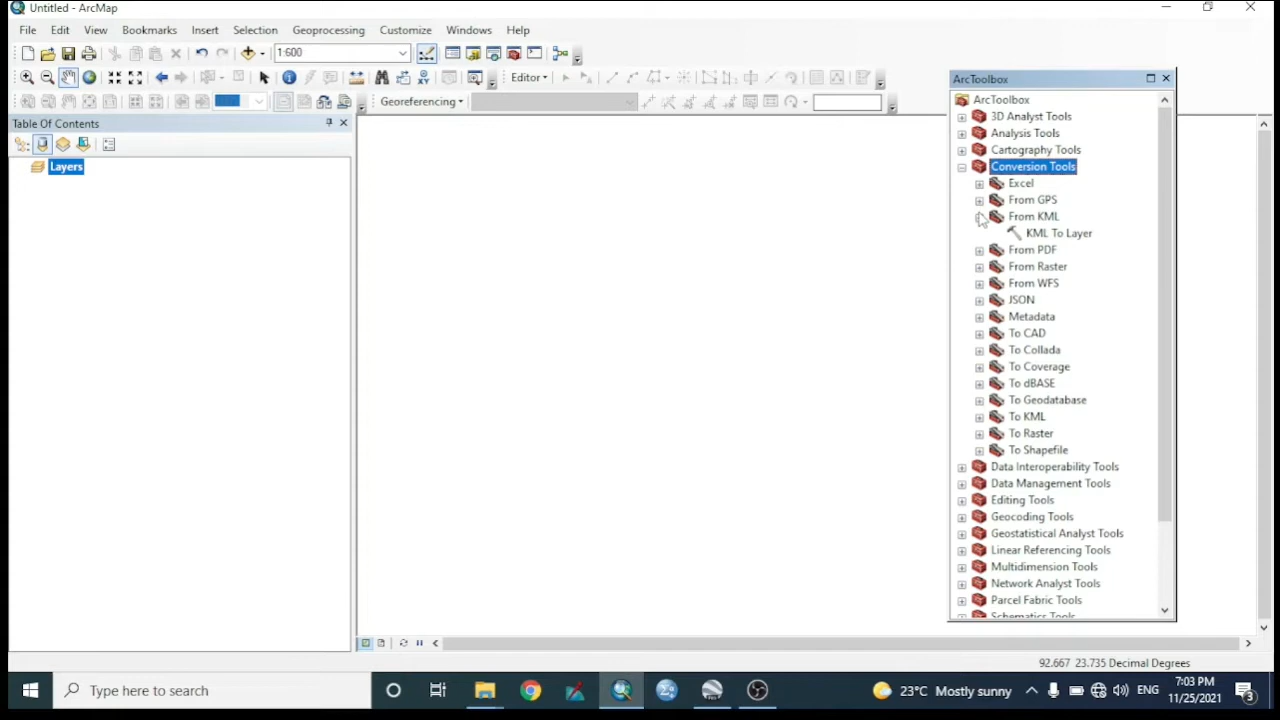 Untitled - ArcMap
File Edit View Bookmarks Insert Selection Geoprocessing Customize Windows Help
1:600
Editor
Georeferencing
Table Of Contents
Layers
ArcToolbox
ArcToolbox
3D Analyst Tools
Analysis Tools
Cartography Tools
Conversion Tools
Excel
From GPS
From KML
KML To Layer
From PDF
From Raster
From WFS
JSON
Metadata
To CAD
To Collada
To Coverage
To dBASE
To Geodatabase
To KML
To Raster
To Shapefile
Data Interoperability Tools
Data Management Tools
Editing Tools
Geocoding Tools
Geostatistical Analyst Tools
Linear Referencing Tools
Multidimension Tools
Network Analyst Tools
Parcel Fabric Tools
Schematics Tools
92.667 23.735 Decimal Degrees
Type here to search
23°C Mostly sunny
ENG
7:03 PM
11/25/2021
3